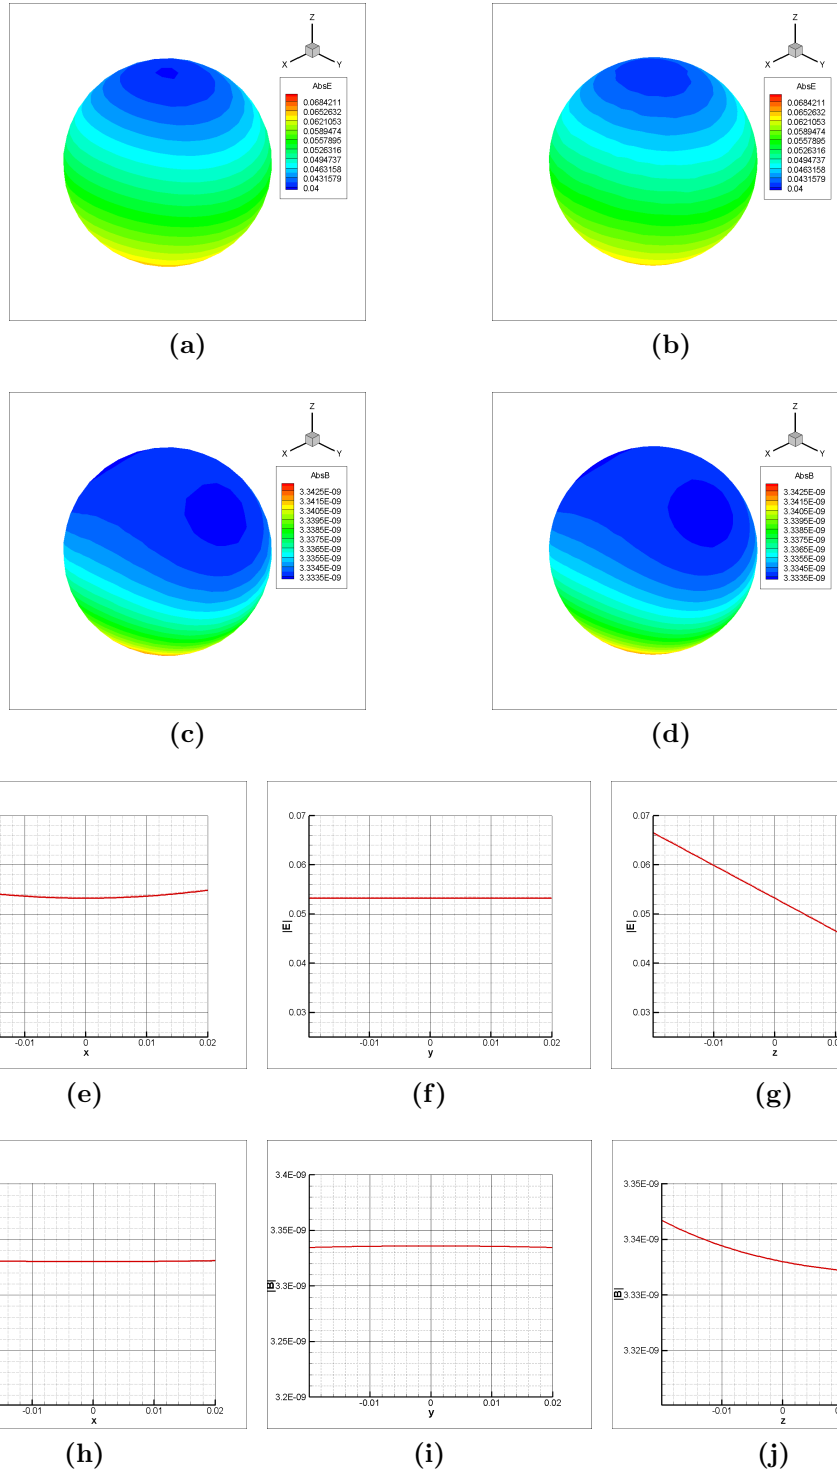 Z
X
Y
AbsE
0.0684211
0.0652632
0.0621053
0.0589474
0.0557895
0.0526316
0.0494737
0.0463158
0.0431579
0.04
(a)
Z
X
Y
AbsE
0.0684211
0.0652632
0.0621053
0.0589474
0.0557895
0.0526316
0.0494737
0.0463158
0.0431579
0.04
(b)
Z
X
Y
AbsB
3.3425E-09
3.3415E-09
3.3405E-09
3.3395E-09
3.3385E-09
3.3375E-09
3.3365E-09
3.3355E-09
3.3345E-09
3.3335E-09
(c)
Z
X
Y
AbsB
3.3425E-09
3.3415E-09
3.3405E-09
3.3395E-09
3.3385E-09
3.3375E-09
3.3365E-09
3.3355E-09
3.3345E-09
3.3335E-09
(d)
-0.01 0 0.01 0.02
x
(e)
0.07
0.06
0.05
0.04
0.03
|E|
-0.01 0 0.01 0.02
y
(f)
0.07
0.06
0.05
0.04
0.03
|E|
-0.01 0 0.0
z
(g)
-0.01 0 0.01 0.02
x
(h)
3.4E-09
3.35E-09
3.3E-09
3.25E-09
3.2E-09
|B|
-0.01 0 0.01 0.02
y
(i)
3.35E-09
3.34E-09
3.33E-09
3.32E-09
|B|
-0.01 0 0.0
z
(j)